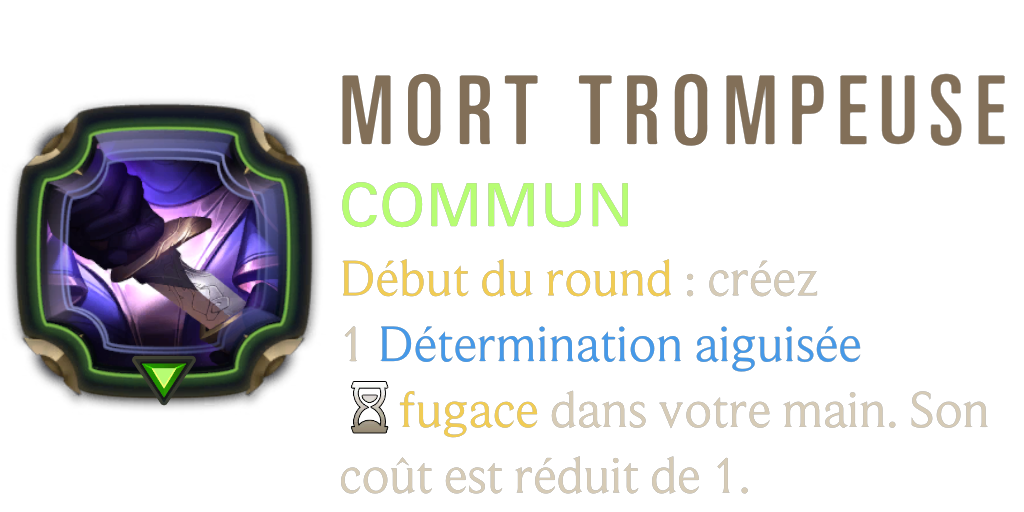 MORT TROMPEUSE
COMMUN
Début du round : créez
1 Détermination aiguisée
fugace dans votre main. Son
coût est réduit de 1.